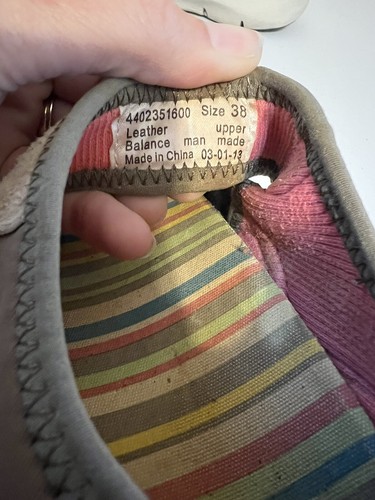 4402351600 Size 38
Leather upper
Balance man made
Made in China 03-01-13